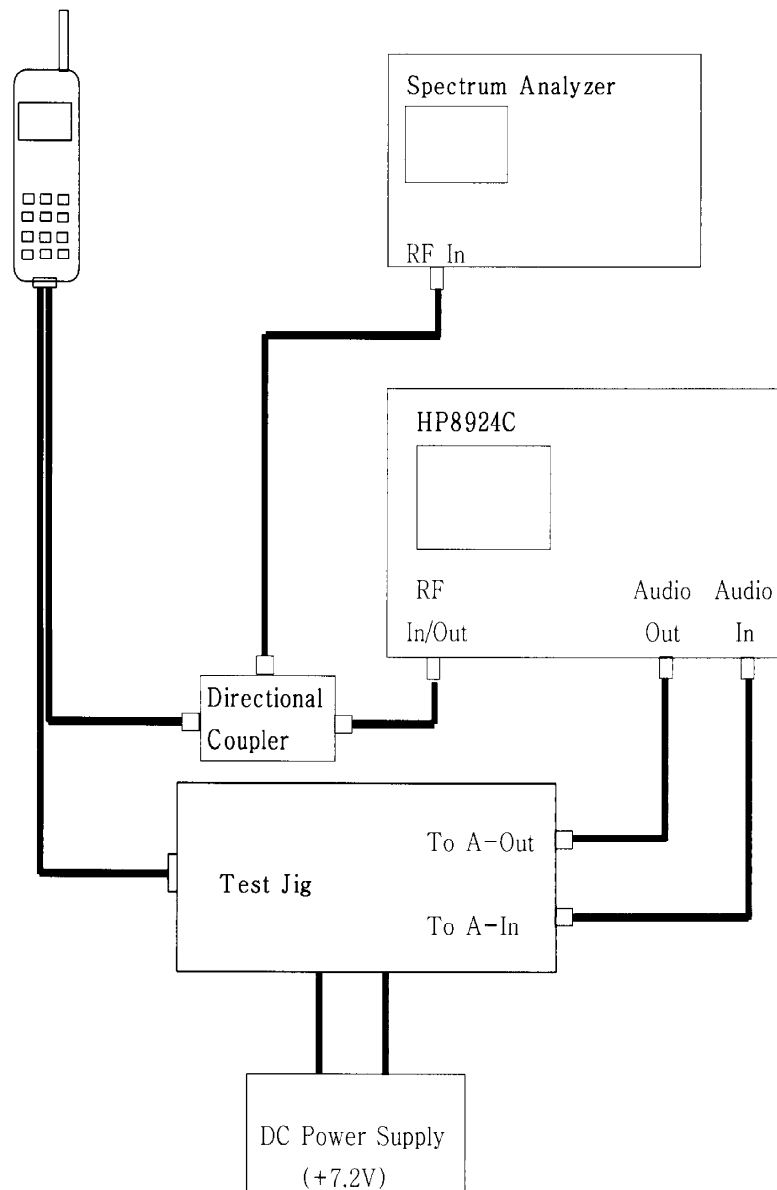 Spectrum Analyzer
RF In
HP8924C
RF
In/Out
Audio
Out
Audio
In
Directional
Coupler
To A-Out
Test Jig
To A-In
DC Power Supply
(+7.2V)